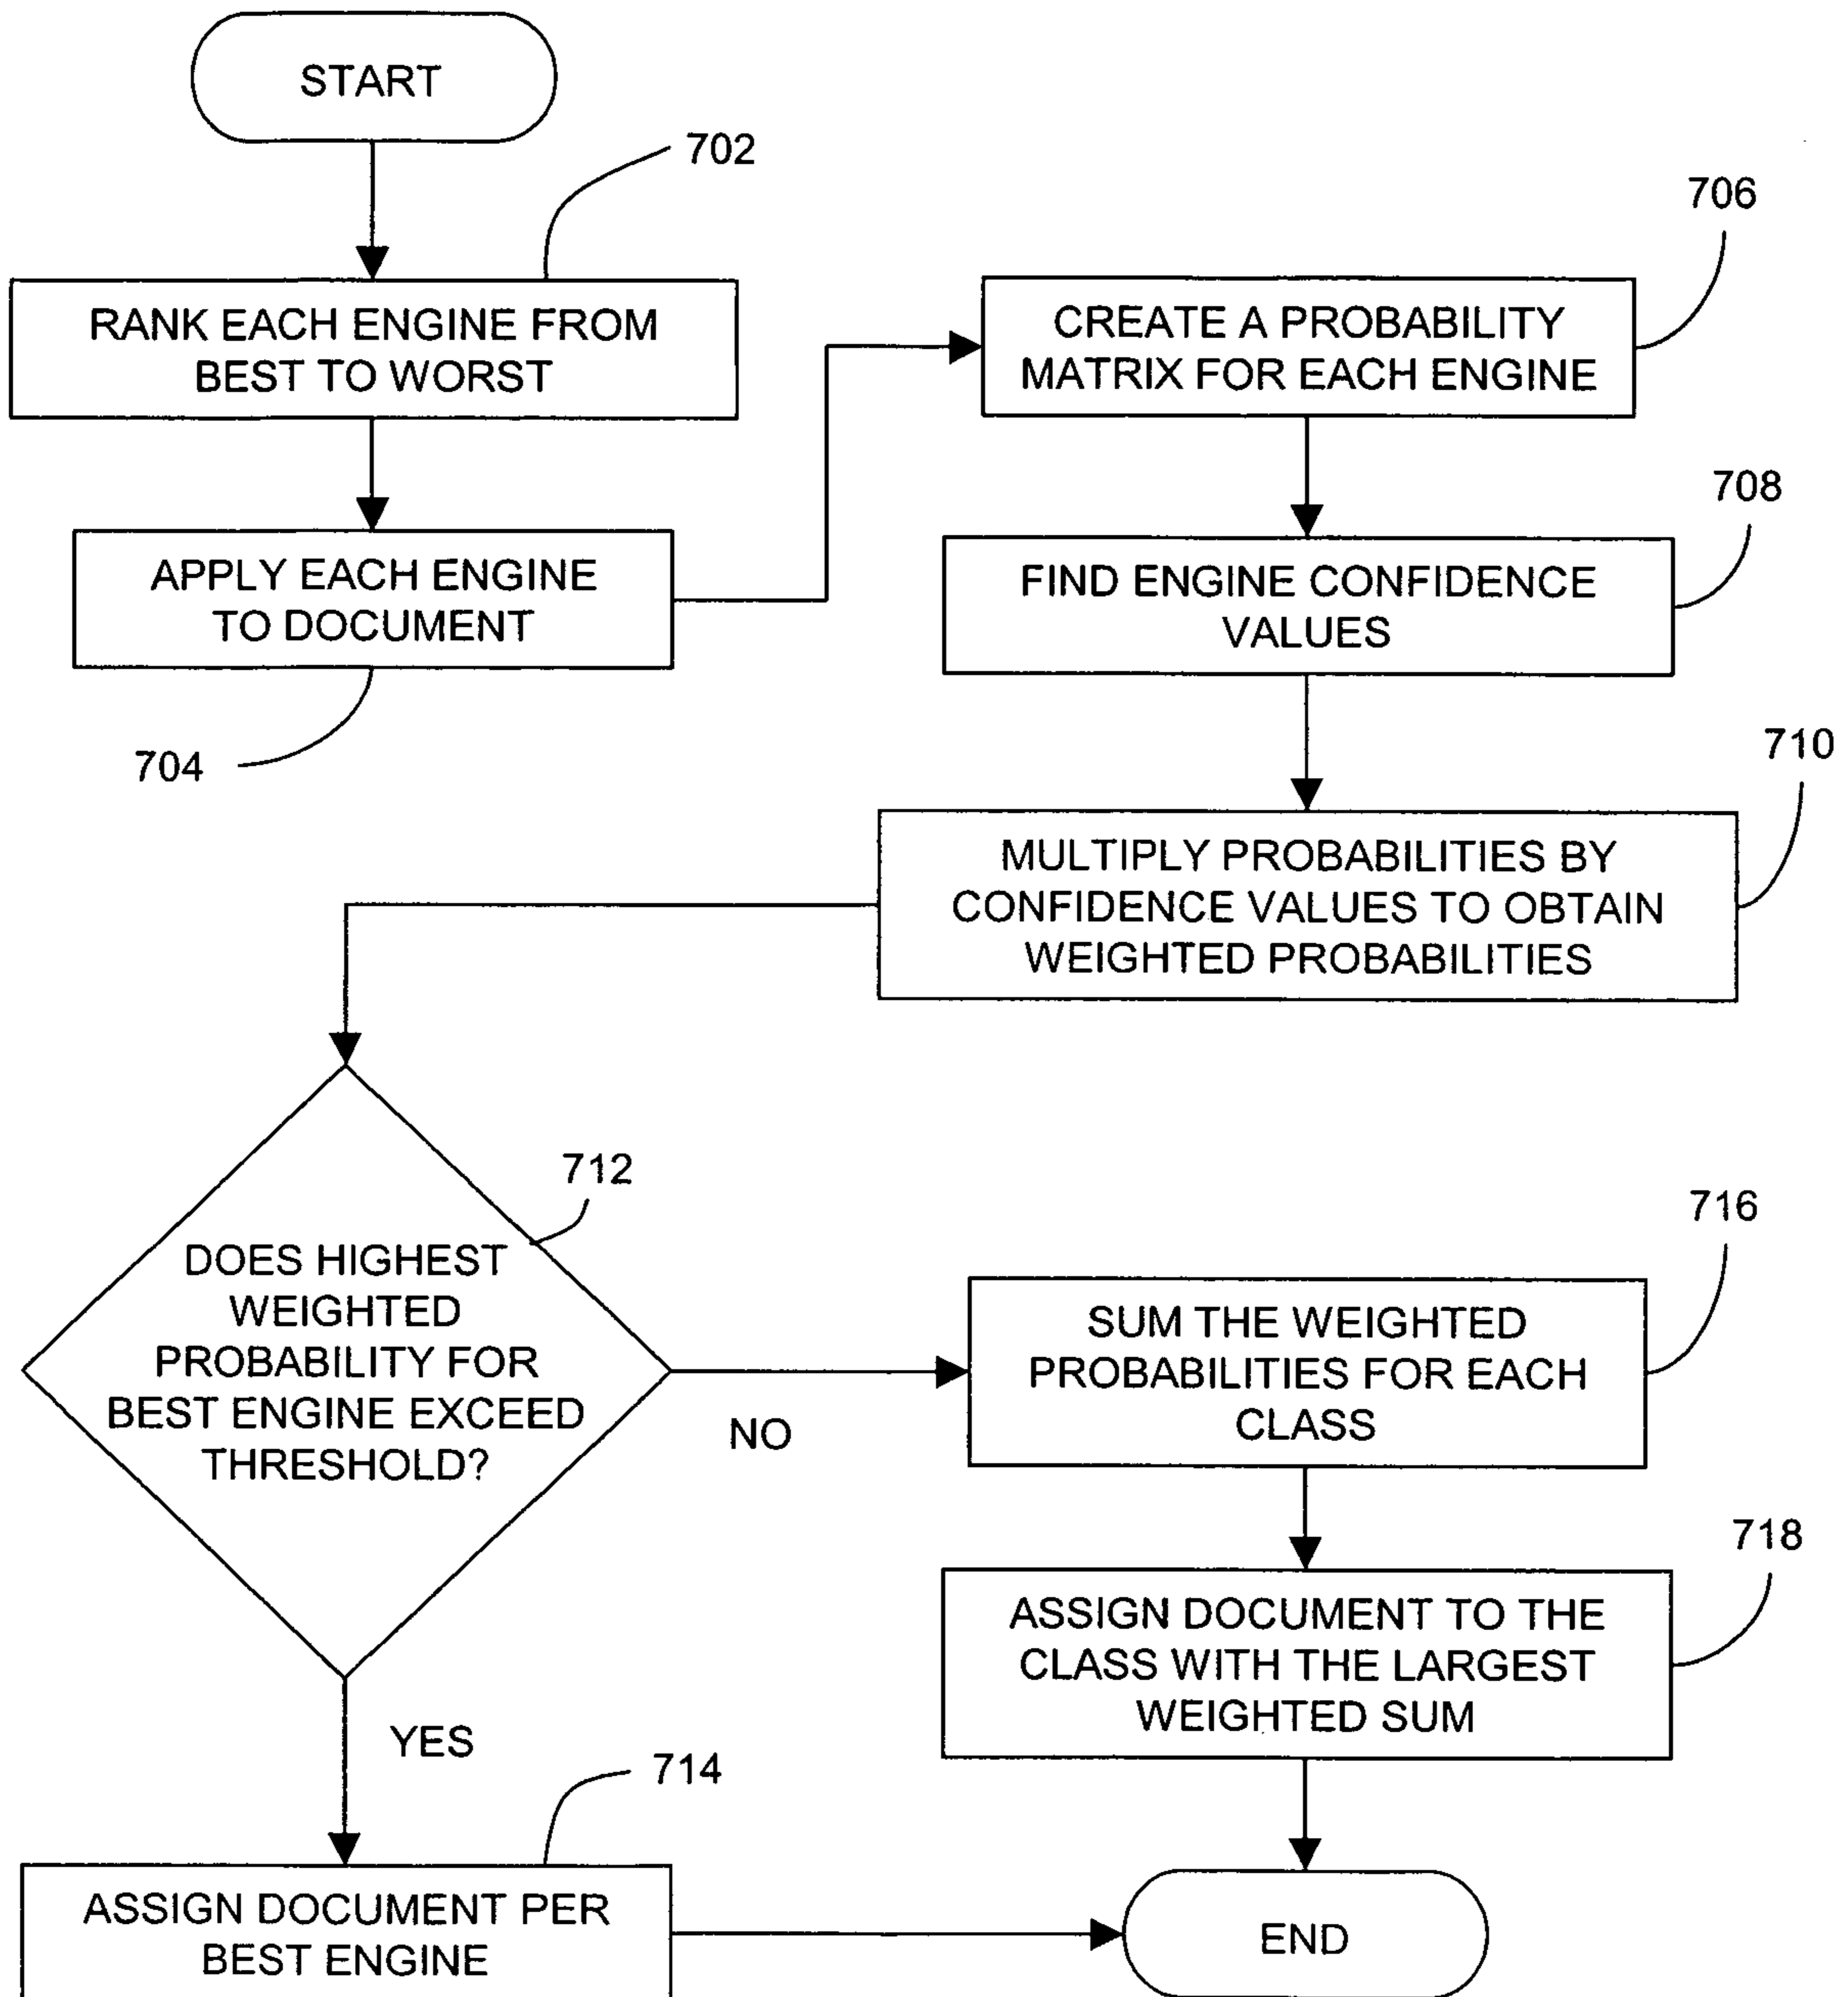 START
702
RANK EACH ENGINE FROM
BEST TO WORST
APPLY EACH ENGINE
TO DOCUMENT
704
706
CREATE A PROBABILITY
MATRIX FOR EACH ENGINE
708
FIND ENGINE CONFIDENCE
VALUES
710
MULTIPLY PROBABILITIES BY
CONFIDENCE VALUES TO OBTAIN
WEIGHTED PROBABILITIES
712
DOES HIGHEST
WEIGHTED
PROBABILITY FOR
BEST ENGINE EXCEED
THRESHOLD?
NO
716
SUM THE WEIGHTED
PROBABILITIES FOR EACH
CLASS
718
ASSIGN DOCUMENT TO THE
CLASS WITH THE LARGEST
WEIGHTED SUM
YES
714
ASSIGN DOCUMENT PER
BEST ENGINE
END